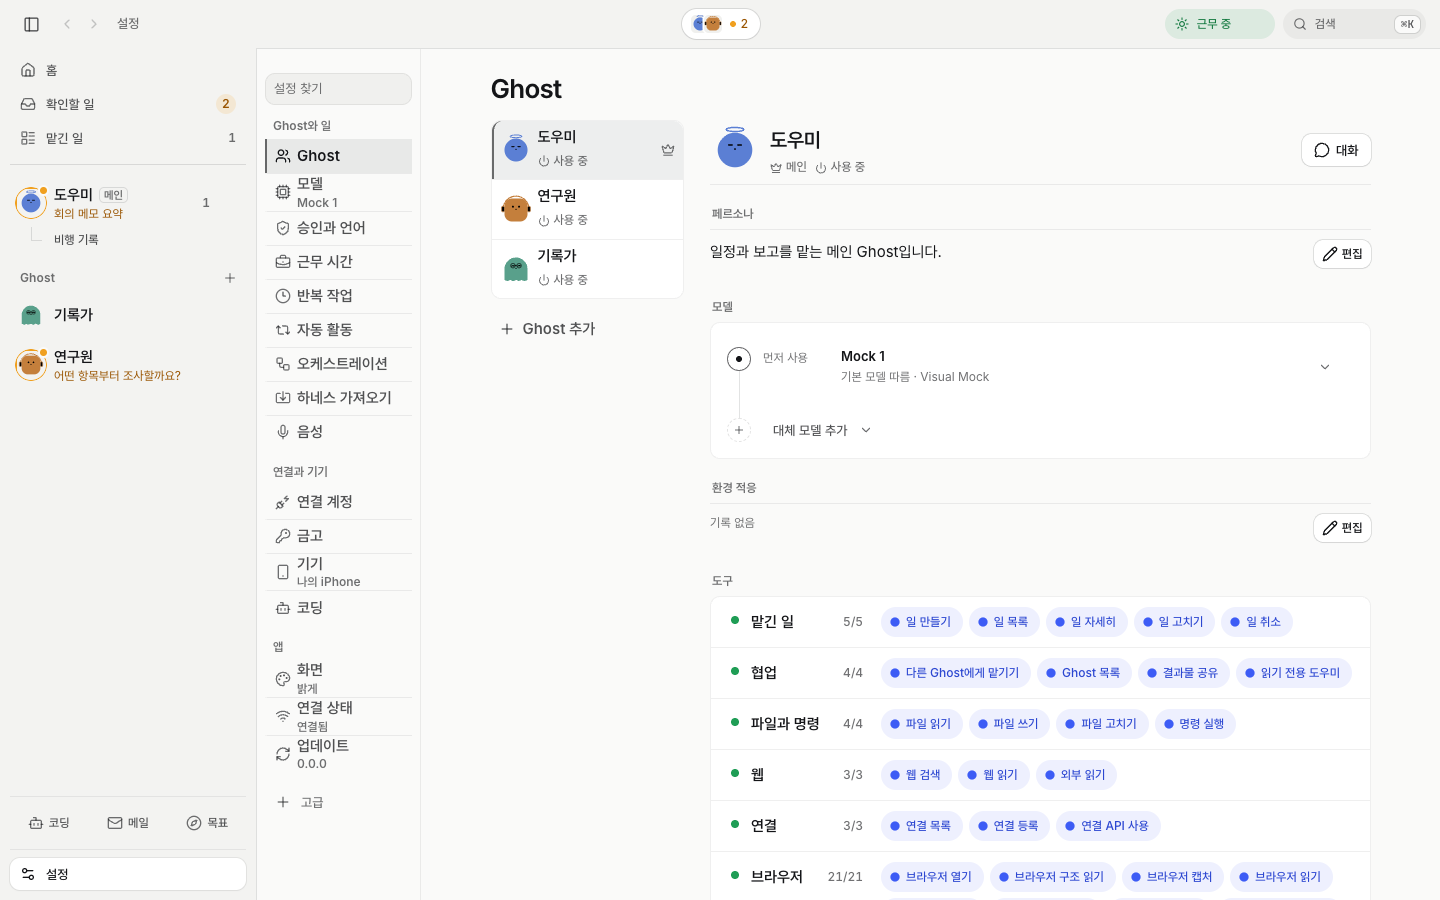 설정
2
근무 중
검색
⌘K
홈
확인할 일
2
맡긴 일
1
도우미
메인
회의 메모 요약
1
비행 기록
Ghost
기록가
연구원
어떤 항목부터 조사할까요?
코딩
메일
목표
설정
설정 찾기
Ghost와 일
Ghost
모델
Mock 1
승인과 언어
근무 시간
반복 작업
자동 활동
오케스트레이션
하네스 가져오기
음성
연결과 기기
연결 계정
금고
기기
나의 iPhone
코딩
앱
화면
밝게
연결 상태
연결됨
업데이트
0.0.0
고급
Ghost
도우미
사용 중
연구원
사용 중
기록가
사용 중
Ghost 추가
도우미
메인 사용 중
대화
페르소나
일정과 보고를 맡는 메인 Ghost입니다.
편집
모델
먼저 사용
Mock 1
기본 모델 따름 · Visual Mock
대체 모델 추가
환경 적응
기록 없음
편집
도구
맡긴 일 5/5 일 만들기 일 목록 일 자세히 일 고치기 일 취소
협업 4/4 다른 Ghost에게 맡기기 Ghost 목록 결과물 공유 읽기 전용 도우미
파일과 명령 4/4 파일 읽기 파일 쓰기 파일 고치기 명령 실행
웹 3/3 웹 검색 웹 읽기 외부 읽기
연결 3/3 연결 목록 연결 등록 연결 API 사용
브라우저 21/21 브라우저 열기 브라우저 구조 읽기 브라우저 캡처 브라우저 읽기